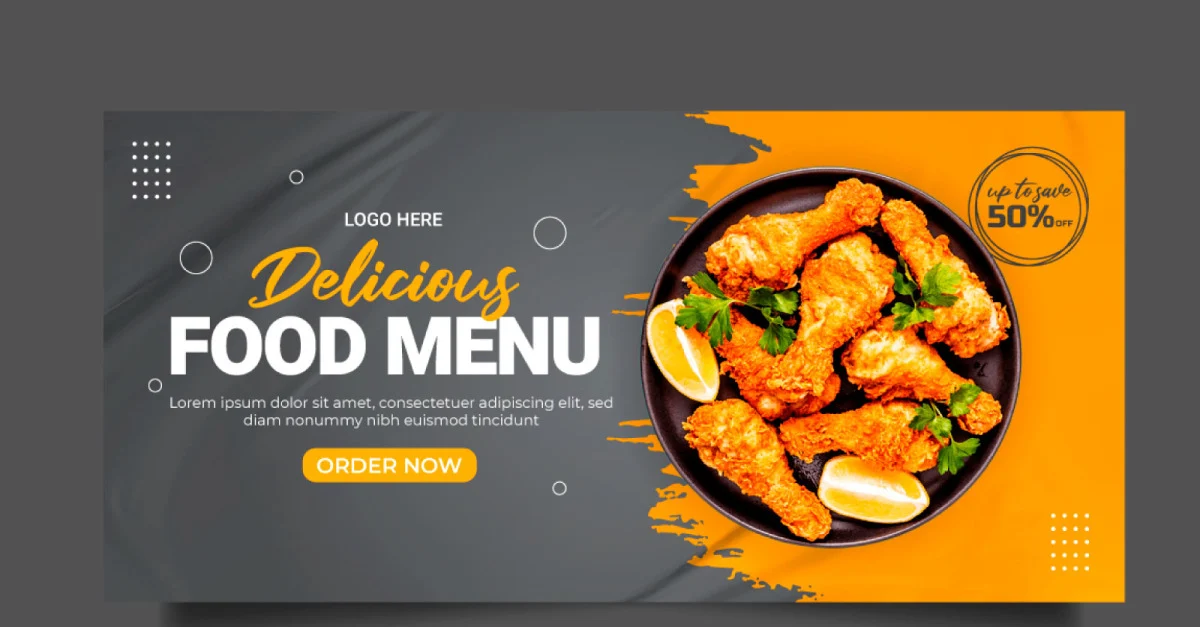 LOGO HERE
Delicious
FOOD MENU
Lorem ipsum dolor sit amet, consectetuer adipiscing elit, sed
diam nonummy nibh euismod tincidunt
ORDER NOW
up to save
50% OFF